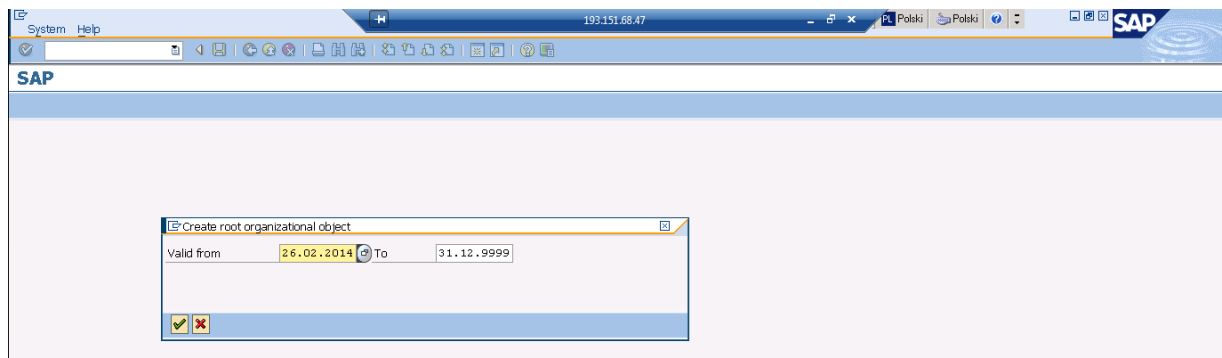 193.151.68.47
PL Polski Polski
System Help
SAP
SAP
Create root organizational object
Valid from 26.02.2014 To 31.12.9999